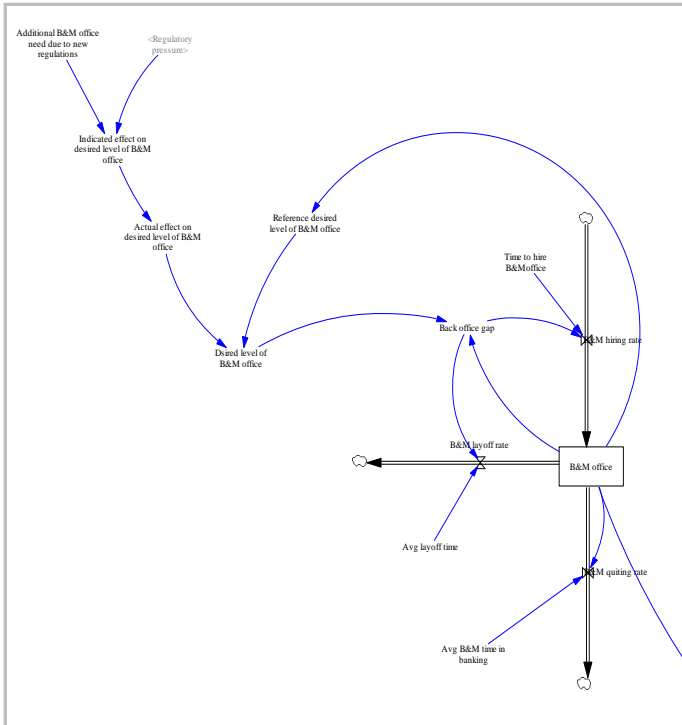 Additional B&M office
need due to new
regulations
<Regulatory
pressure>
Indicated effect on
desired level of B&M
office
Actual effect on
desired level of B&M
office
Reference desired
level of B&M office
Time to hire
B&Moffice
Back office gap
&M hiring rate
Dsired level of
B&M office
B&M layoff rate
B&M office
Avg layoff time
&M quiting rate
Avg B&M time in
banking